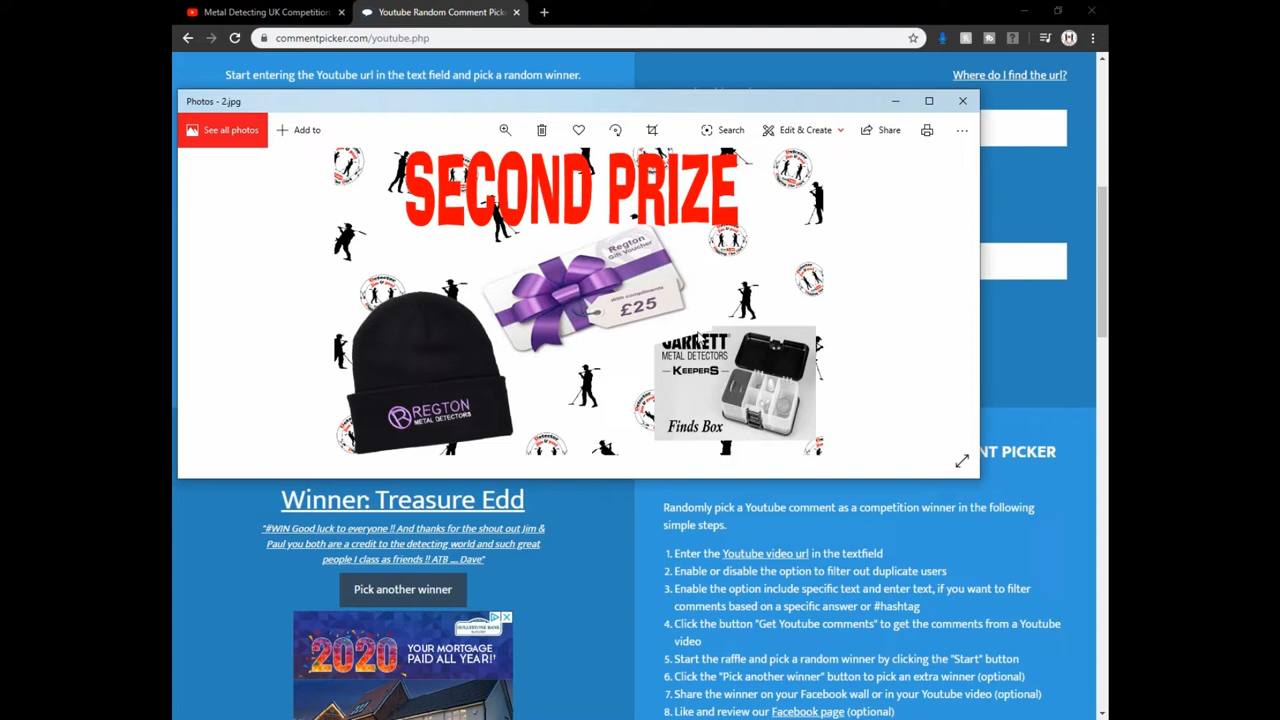 Metal Detecting UK Competition
Youtube Random Comment Pick
commentpicker.com/youtube.php
Start entering the Youtube url in the text field and pick a random winner.
Where do I find the url?
Photos - 2.jpg
See all photos
Add to
Search
Edit & Create
Share
SECOND PRIZE
Regton
Gift Voucher
With compliments
£25
REGTON
METAL DETECTORS
GARRETT
METAL DETECTORS
KEEPERS
Finds Box
NT PICKER
Winner: Treasure Edd
"#WIN Good luck to everyone !! And thanks for the shout out Jim &
Paul you both are a credit to the detecting world and such great
people I class as friends !! ATB .... Dave"
Pick another winner
2020
YOUR MORTGAGE
PAID ALL YEAR!
Randomly pick a Youtube comment as a competition winner in the following
simple steps.
1. Enter the Youtube video url in the textfield
2. Enable or disable the option to filter out duplicate users
3. Enable the option include specific text and enter text, if you want to filter
comments based on a specific answer or #hashtag
4. Click the button "Get Youtube comments" to get the comments from a Youtube
video
5. Start the raffle and pick a random winner by clicking the "Start" button
6. Click the "Pick another winner" button to pick an extra winner (optional)
7. Share the winner on your Facebook wall or in your Youtube video (optional)
8. Like and review our Facebook page (optional)